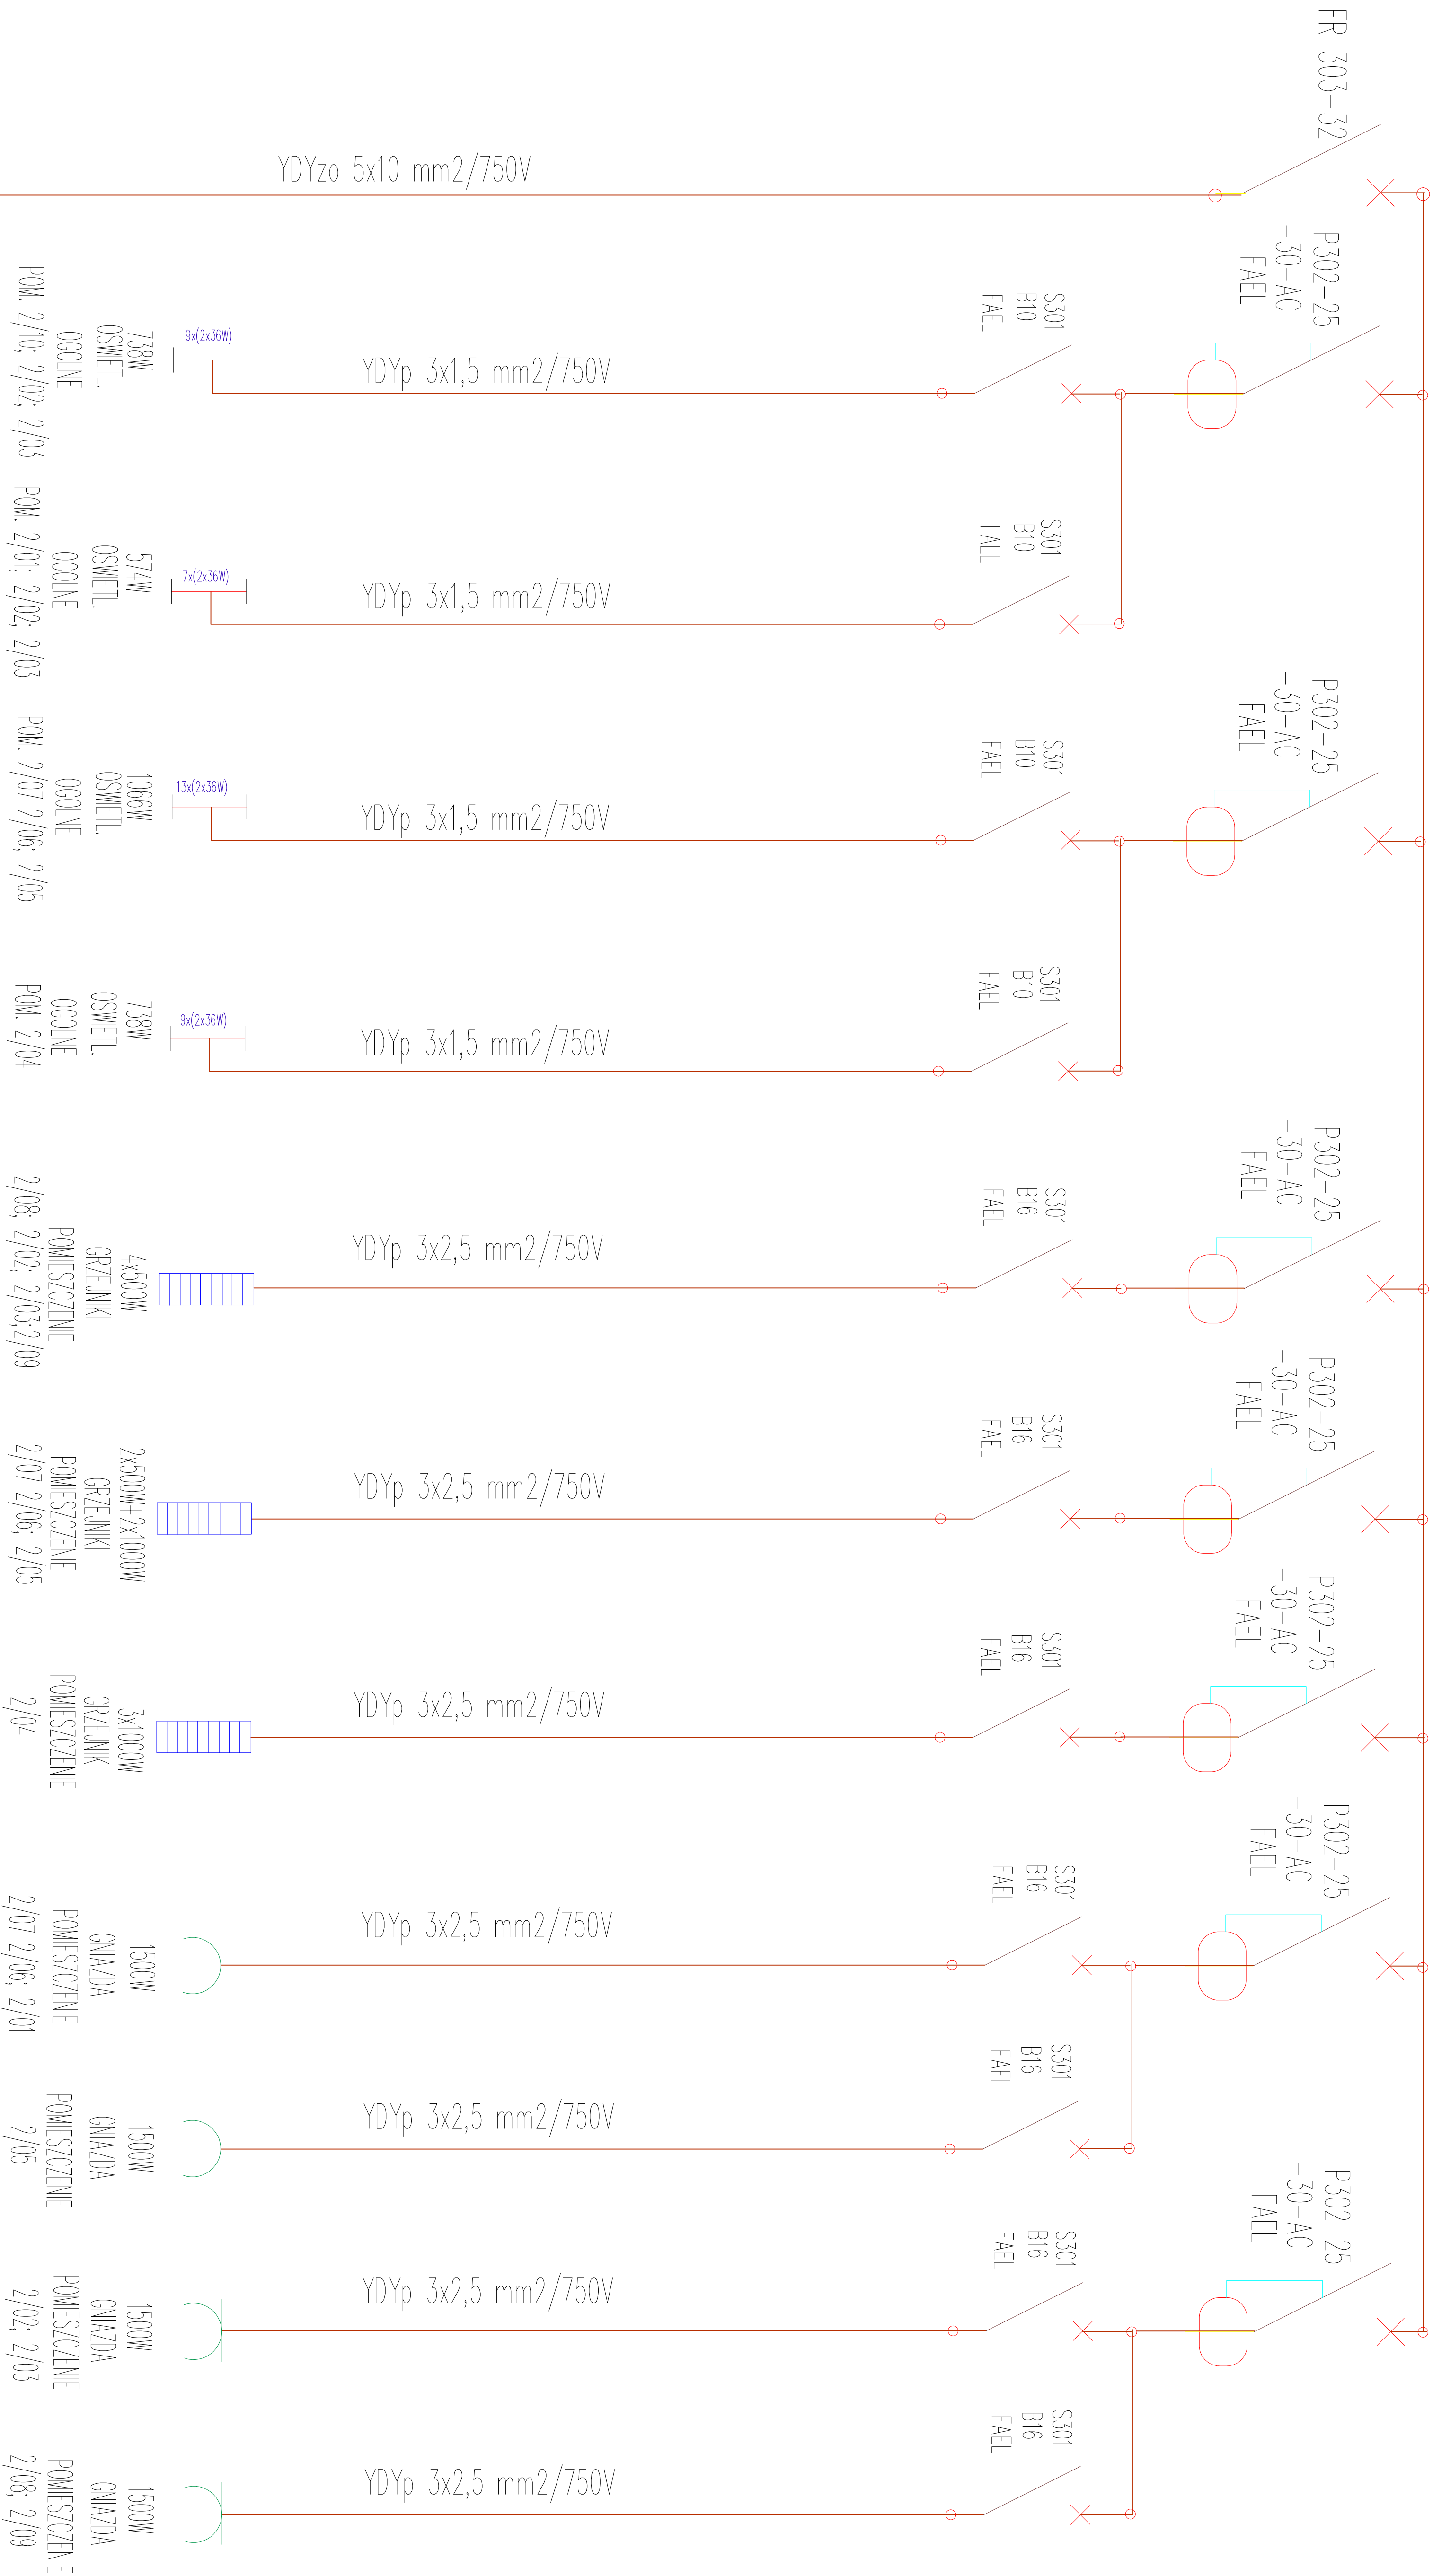 FR 303-32
YDYzo 5x10 mm2/750V
P302-25
-30-AC
FAEL
S301
B10
FAEL
YDYp 3x1,5 mm2/750V
9x(2x36W)
738W
OSWIETL.
OGOLNE
POM. 2/10; 2/02; 2/03
S301
B10
FAEL
YDYp 3x1,5 mm2/750V
7x(2x36W)
574W
OSWIETL.
OGOLNE
POM. 2/01; 2/02; 2/03
P302-25
-30-AC
FAEL
S301
B10
FAEL
YDYp 3x1,5 mm2/750V
13x(2x36W)
1066W
OSWIETL.
OGOLNE
POM. 2/07 2/06; 2/05
S301
B10
FAEL
YDYp 3x1,5 mm2/750V
9x(2x36W)
738W
OSWIETL.
OGOLNE
POM. 2/04
P302-25
-30-AC
FAEL
S301
B16
FAEL
YDYp 3x2,5 mm2/750V
4x500W
GRZEJNIKI
POMIESZCZENIE
2/08; 2/02; 2/03;2/09
P302-25
-30-AC
FAEL
S301
B16
FAEL
YDYp 3x2,5 mm2/750V
2x500W+2x1000W
GRZEJNIKI
POMIESZCZENIE
2/07 2/06; 2/05
P302-25
-30-AC
FAEL
S301
B16
FAEL
YDYp 3x2,5 mm2/750V
3x1000W
GRZEJNIKI
POMIESZCZENIE
2/04
P302-25
-30-AC
FAEL
S301
B16
FAEL
YDYp 3x2,5 mm2/750V
1500W
GNIAZDA
POMIESZCZENIE
2/07 2/06; 2/01
S301
B16
FAEL
YDYp 3x2,5 mm2/750V
1500W
GNIAZDA
POMIESZCZENIE
2/05
P302-25
-30-AC
FAEL
S301
B16
FAEL
YDYp 3x2,5 mm2/750V
1500W
GNIAZDA
POMIESZCZENIE
2/02; 2/03
S301
B16
FAEL
YDYp 3x2,5 mm2/750V
1500W
GNIAZDA
POMIESZCZENIE
2/08; 2/09